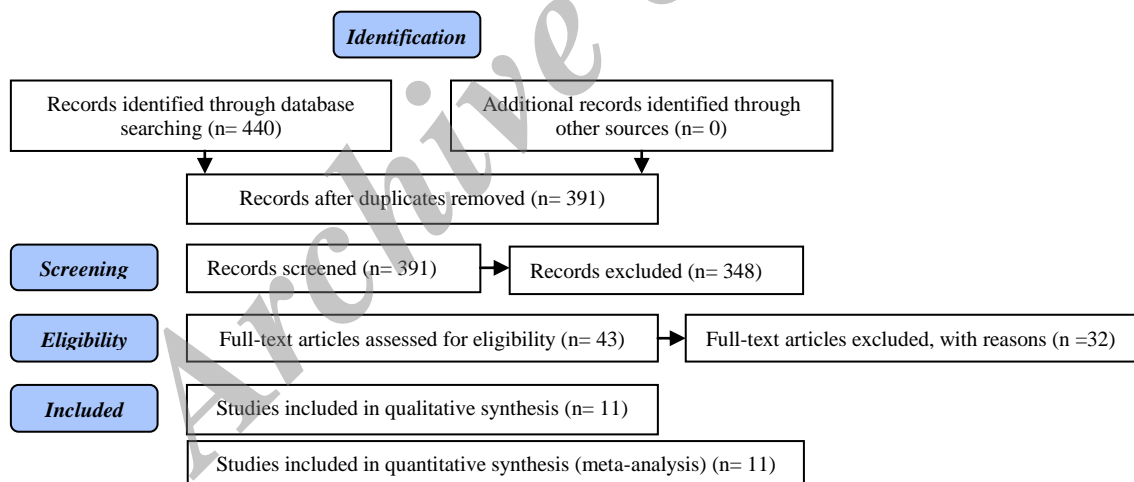 Identification
Records identified through database
searching (n= 440)
Additional records identified through
other sources (n= 0)
Records after duplicates removed (n= 391)
Screening
Records screened (n= 391)
Records excluded (n= 348)
Eligibility
Full-text articles assessed for eligibility (n= 43)
Full-text articles excluded, with reasons (n =32)
Included
Studies included in qualitative synthesis (n= 11)
Studies included in quantitative synthesis (meta-analysis) (n= 11)
Archive